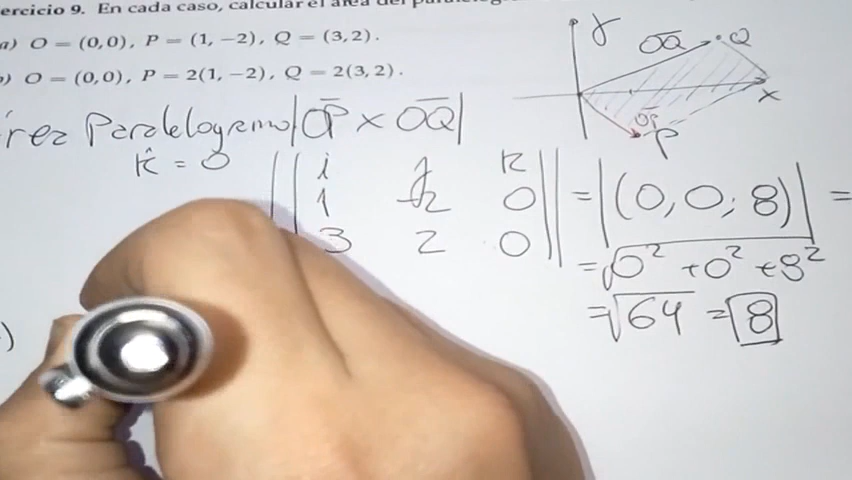 ercicio 9. En cada caso, calcular el área del
a) O = (0,0), P = (1, −2), Q = (3,2).
) O = (0,0), P = 2(1, −2), Q = 2(3, 2).
y
OQ Q
x
OP
P
rea Paralelogramo |OP × OQ|
k̂ = 0
|| i j k ||
1 -2 0
3 2 0
= |(0,0;8)| =
= √0² + 0² + 8²
= √64 = 8
)